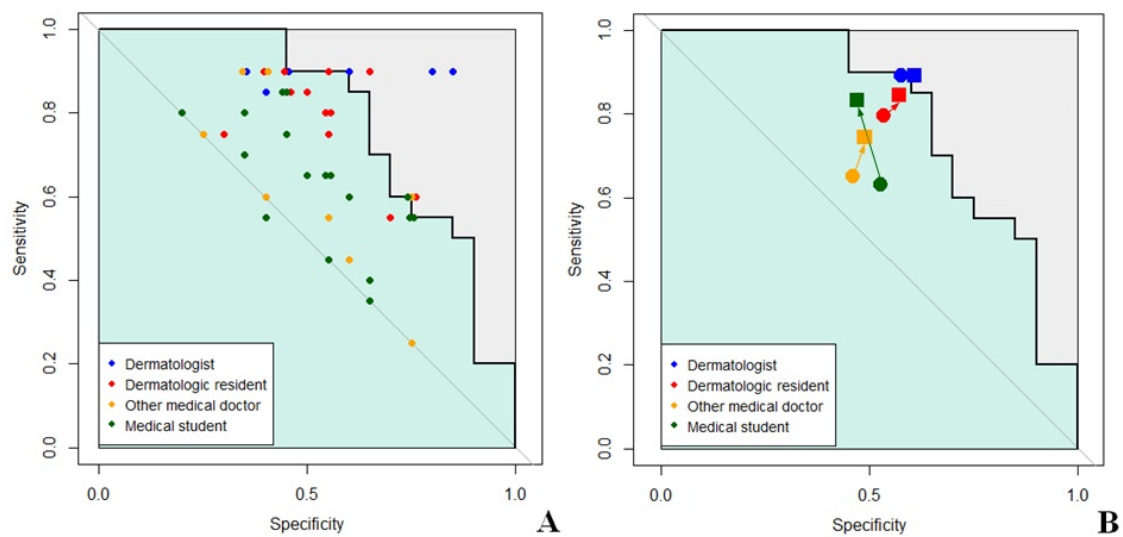 1.0
0.8
0.6
0.4
0.2
0.0
Sensitivity
Dermatologist
Dermatologic resident
Other medical doctor
Medical student
0.0 0.5 1.0
Specificity
A
1.0
0.8
0.6
0.4
0.2
0.0
Sensitivity
Dermatologist
Dermatologic resident
Other medical doctor
Medical student
0.0 0.5 1.0
Specificity
B